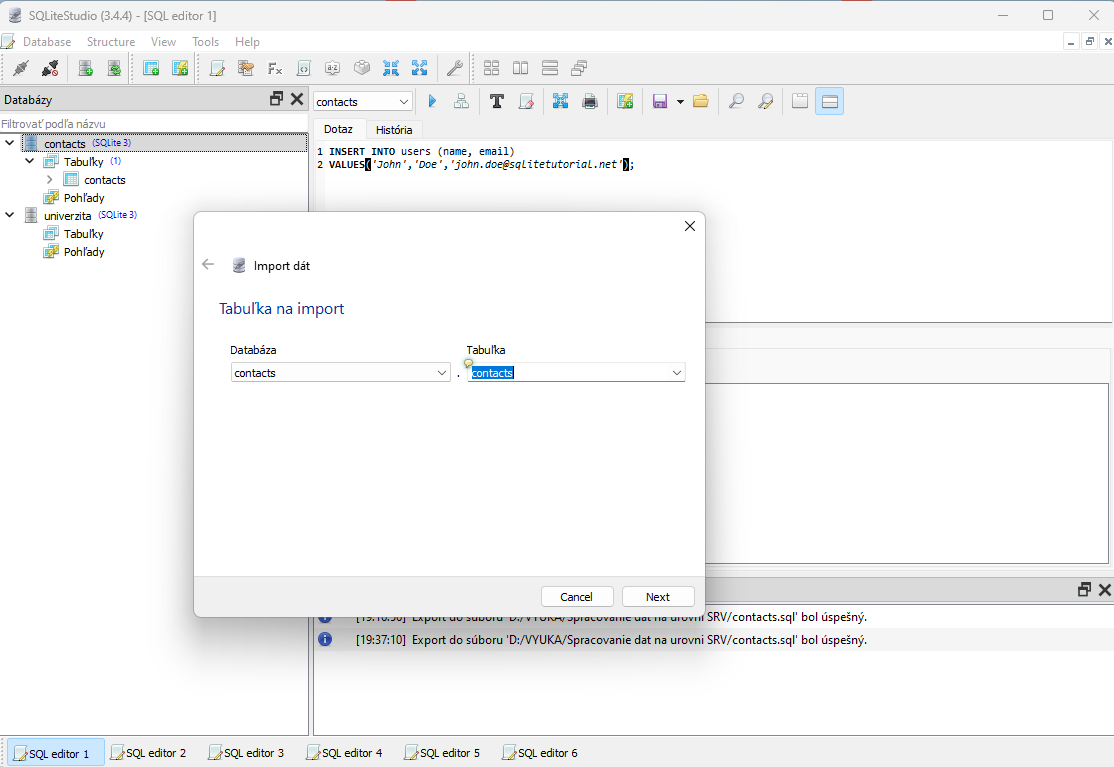 SQLiteStudio (3.4.4) - [SQL editor 1]
Database Structure View Tools Help
Databázy
Filtrovať podľa názvu
contacts (SQLite 3)
Tabuľky (1)
contacts
Pohľady
univerzita (SQLite 3)
Tabuľky
Pohľady
contacts
Dotaz História
1 INSERT INTO users (name, email)
2 VALUES('John','Doe','john.doe@sqlitetutorial.net');
Import dát
Tabuľka na import
Databáza Tabuľka
contacts . contacts
Cancel Next
[19:16:50] Export do súboru 'D:/VYUKA/Spracovanie dat na urovni SRV/contacts.sql' bol úspešný.
[19:37:10] Export do súboru 'D:/VYUKA/Spracovanie dat na urovni SRV/contacts.sql' bol úspešný.
SQL editor 1 SQL editor 2 SQL editor 3 SQL editor 4 SQL editor 5 SQL editor 6